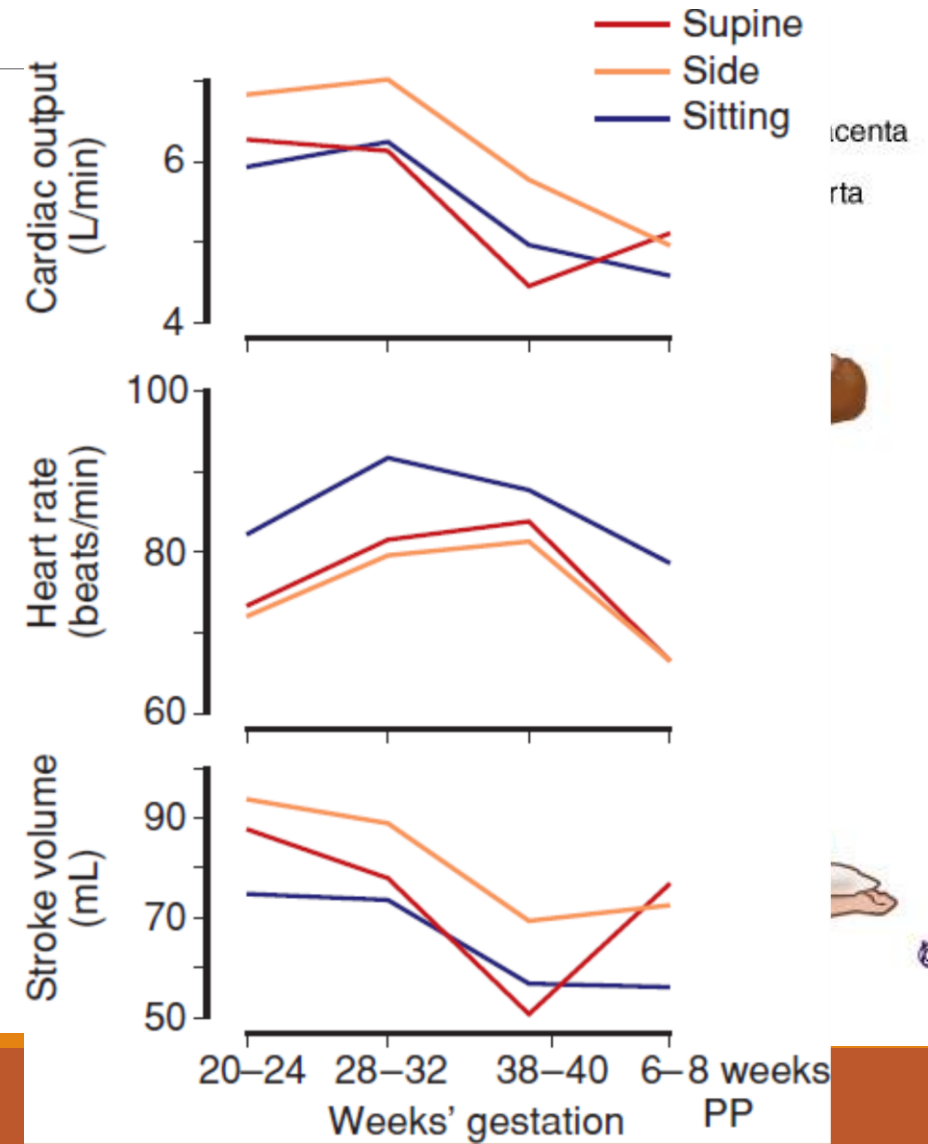 Supine
Side
Sitting
Cardiac output
(L/min)
6
4
Heart rate
(beats/min)
100
80
60
Stroke volume
(mL)
90
70
50
20–24 28–32 38–40 6–8 weeks
Weeks’ gestation PP